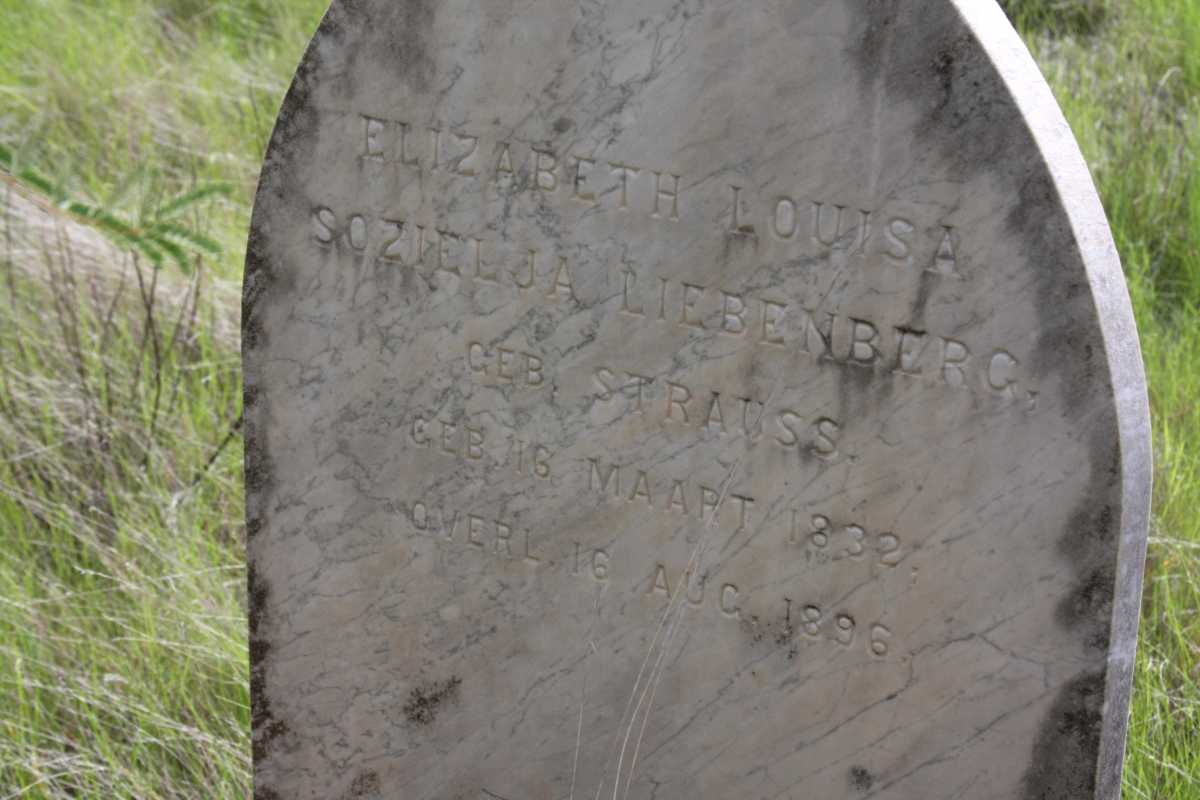 ELIZABETH LOUISA
SOZIELJA LIEBENBERG,
GEB. STRAUSS.
GEB. 16 MAART 1832,
OVERL. 16 AUG. 1896.